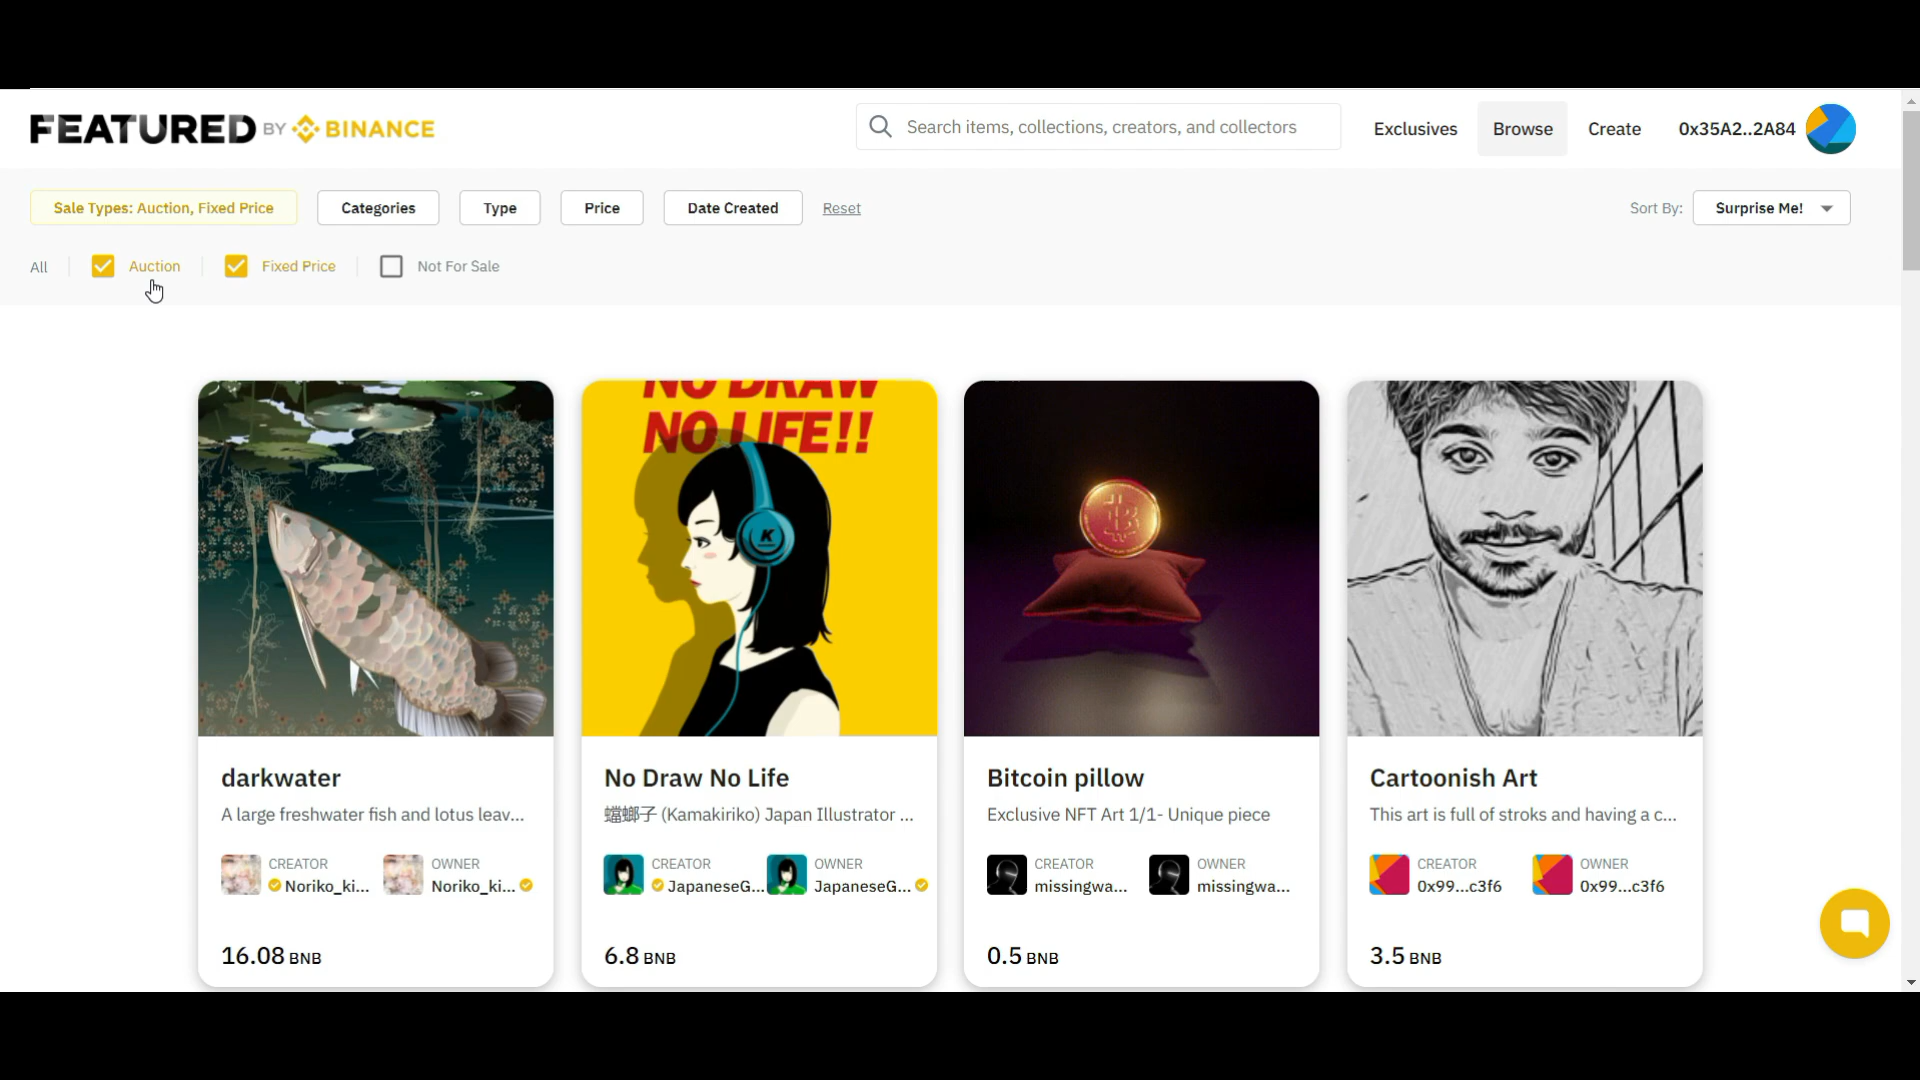 FEATURED BY BINANCE
Search items, collections, creators, and collectors
Exclusives
Browse
Create
0x35A2..2A84
Sale Types: Auction, Fixed Price
Categories
Type
Price
Date Created
Reset
Sort By:
Surprise Me!
All
Auction
Fixed Price
Not For Sale
NO DRAW
NO LIFE!!
K
B
darkwater
A large freshwater fish and lotus leav...
CREATOR
Noriko_ki...
OWNER
Noriko_ki...
16.08 BNB
No Draw No Life
蟷螂子 (Kamakiriko) Japan Illustrator ...
CREATOR
JapaneseG...
OWNER
JapaneseG...
6.8 BNB
Bitcoin pillow
Exclusive NFT Art 1/1- Unique piece
CREATOR
missingwa...
OWNER
missingwa...
0.5 BNB
Cartoonish Art
This art is full of stroks and having a c...
CREATOR
0x99...c3f6
OWNER
0x99...c3f6
3.5 BNB